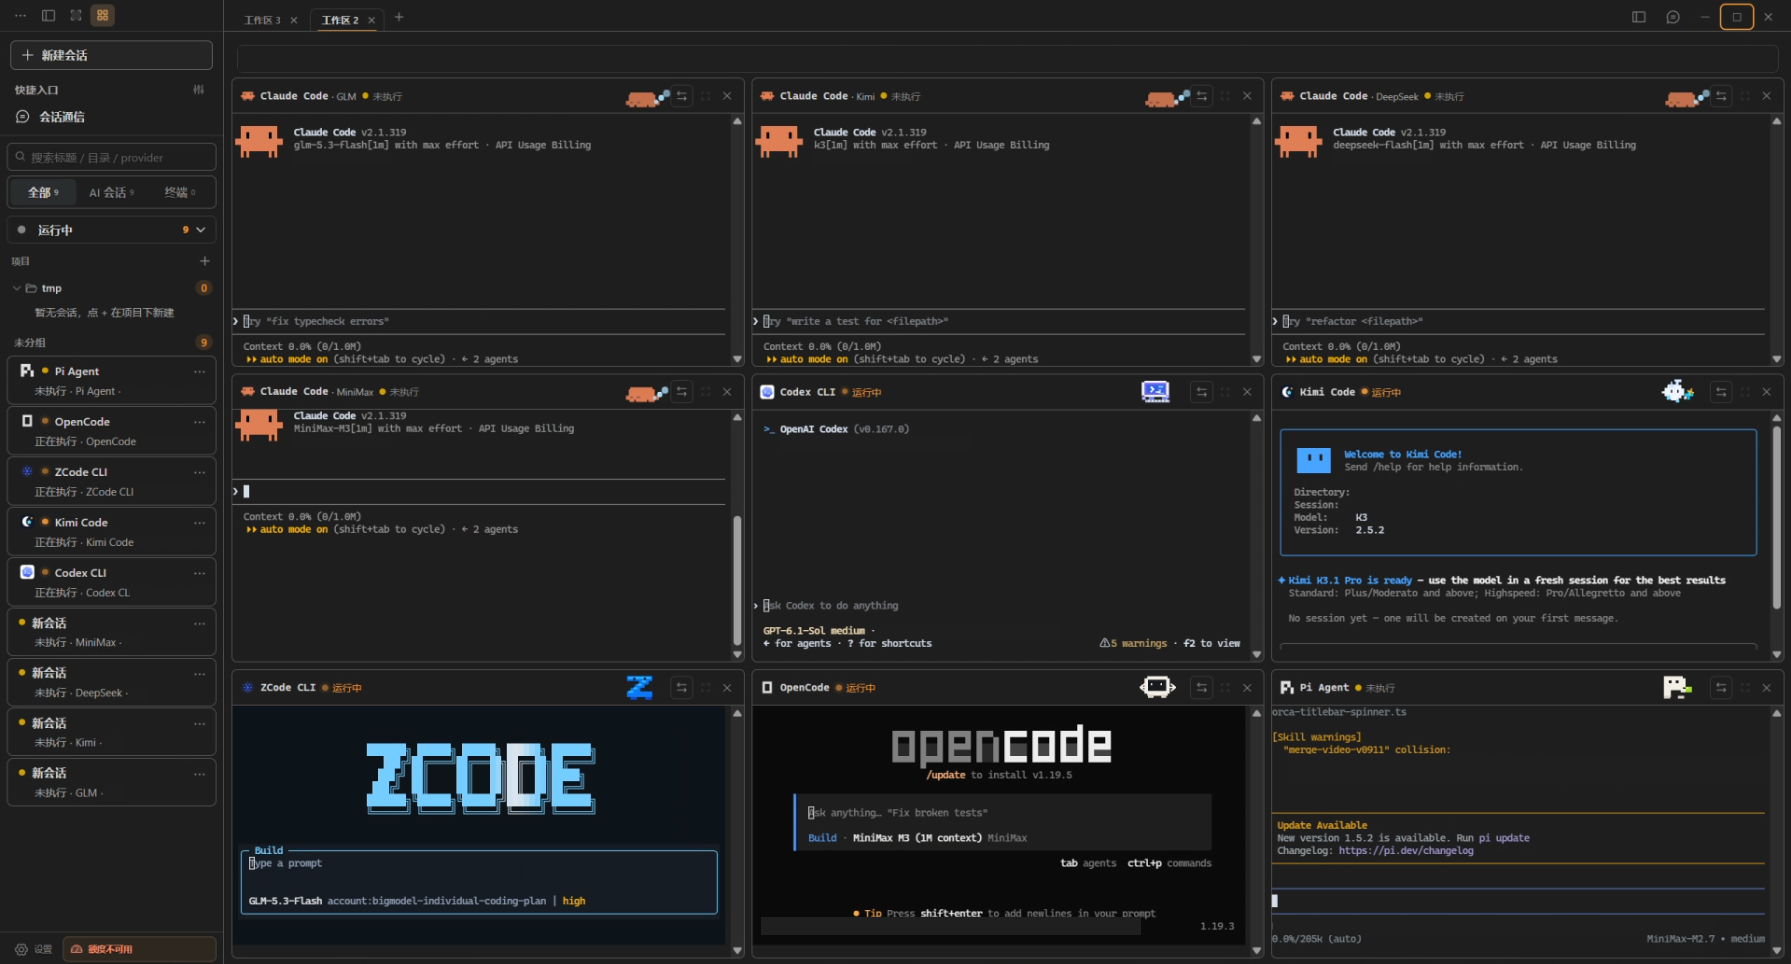 工作区 3
工作区 2
新建会话
快捷入口
会话通信
搜索标题 / 目录 / provider
全部 9
AI 会话 9
终端 0
运行中
9
项目
tmp
0
暂无会话，点 + 在项目下新建
未分组
9
Pi Agent
未执行 · Pi Agent ·
OpenCode
正在执行 · OpenCode
ZCode CLI
正在执行 · ZCode CLI
Kimi Code
正在执行 · Kimi Code
Codex CLI
正在执行 · Codex CL
新会话
未执行 · MiniMax ·
新会话
未执行 · DeepSeek ·
新会话
未执行 · Kimi ·
新会话
未执行 · GLM ·
设置
额度不可用
Claude Code · GLM 未执行
Claude Code v2.1.319
glm-5.3-flash[1m] with max effort · API Usage Billing
Try "fix typecheck errors"
Context 0.0% (0/1.0M)
auto mode on (shift+tab to cycle) · ← 2 agents
Claude Code · Kimi 未执行
Claude Code v2.1.319
k3[1m] with max effort · API Usage Billing
Try "write a test for <filepath>"
Context 0.0% (0/1.0M)
auto mode on (shift+tab to cycle) · ← 2 agents
Claude Code · DeepSeek 未执行
Claude Code v2.1.319
deepseek-flash[1m] with max effort · API Usage Billing
Try "refactor <filepath>"
Context 0.0% (0/1.0M)
auto mode on (shift+tab to cycle) · ← 2 agents
Claude Code · MiniMax 未执行
Claude Code v2.1.319
MiniMax-M3[1m] with max effort · API Usage Billing
Context 0.0% (0/1.0M)
auto mode on (shift+tab to cycle) · ← 2 agents
Codex CLI 运行中
>_ OpenAI Codex (v0.167.0)
Ask Codex to do anything
GPT-6.1-Sol medium ·
← for agents · ? for shortcuts
⚠5 warnings · f2 to view
Kimi Code 运行中
Welcome to Kimi Code!
Send /help for help information.
Directory:
Session:
Model: K3
Version: 2.5.2
Kimi K3.1 Pro is ready — use the model in a fresh session for the best results
Standard: Plus/Moderato and above; Highspeed: Pro/Allegretto and above
No session yet — one will be created on your first message.
ZCode CLI 运行中
ZCODE
Build
Type a prompt
GLM-5.3-Flash account:bigmodel-individual-coding-plan | high
OpenCode 运行中
opencode
/update to install v1.19.5
Ask anything… "Fix broken tests"
Build · MiniMax M3 (1M context) MiniMax
tab agents ctrl+p commands
Tip Press shift+enter to add newlines in your prompt
1.19.3
Pi Agent 未执行
orca-titlebar-spinner.ts
[Skill warnings]
"merge-video-v0911" collision:
Update Available
New version 1.5.2 is available. Run pi update
Changelog: https://pi.dev/changelog
0.0%/205k (auto)
MiniMax-M2.7 • medium